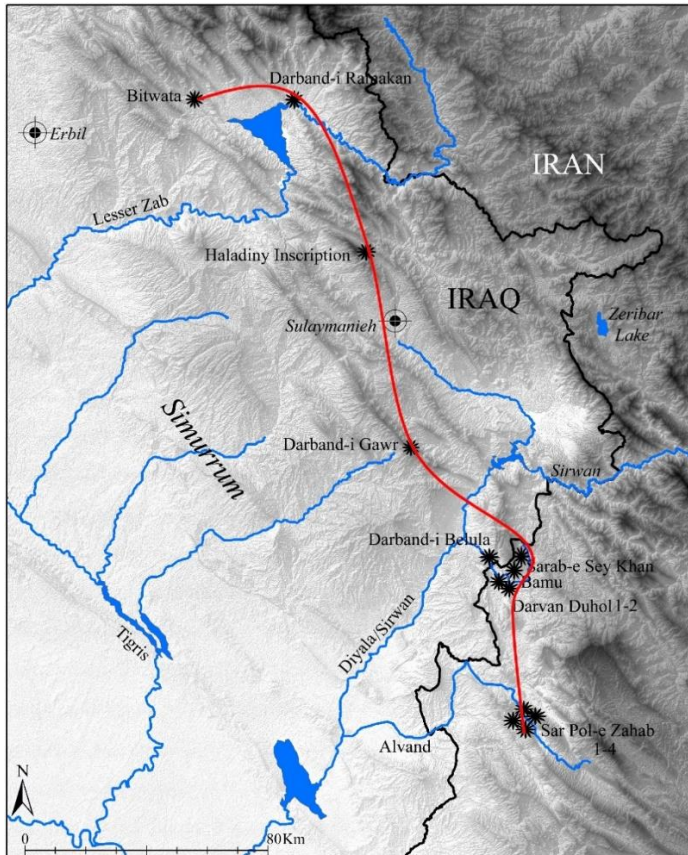 Darband-i Ramakan
Bitwata
Erbil
IRAN
Lesser Zab
Haladiny Inscription
IRAQ
Zeribar
Lake
Sulaymanieh
Simurrum
Darband-i Gawr
Sirwan
Darband-i Belula
Sarab-e Sey Khan
Bamu
Darvan Duhol 1-2
Tigris
Diyala/Sirwan
Sar Pol-e Zahab
1-4
Alvand
N
0 80Km